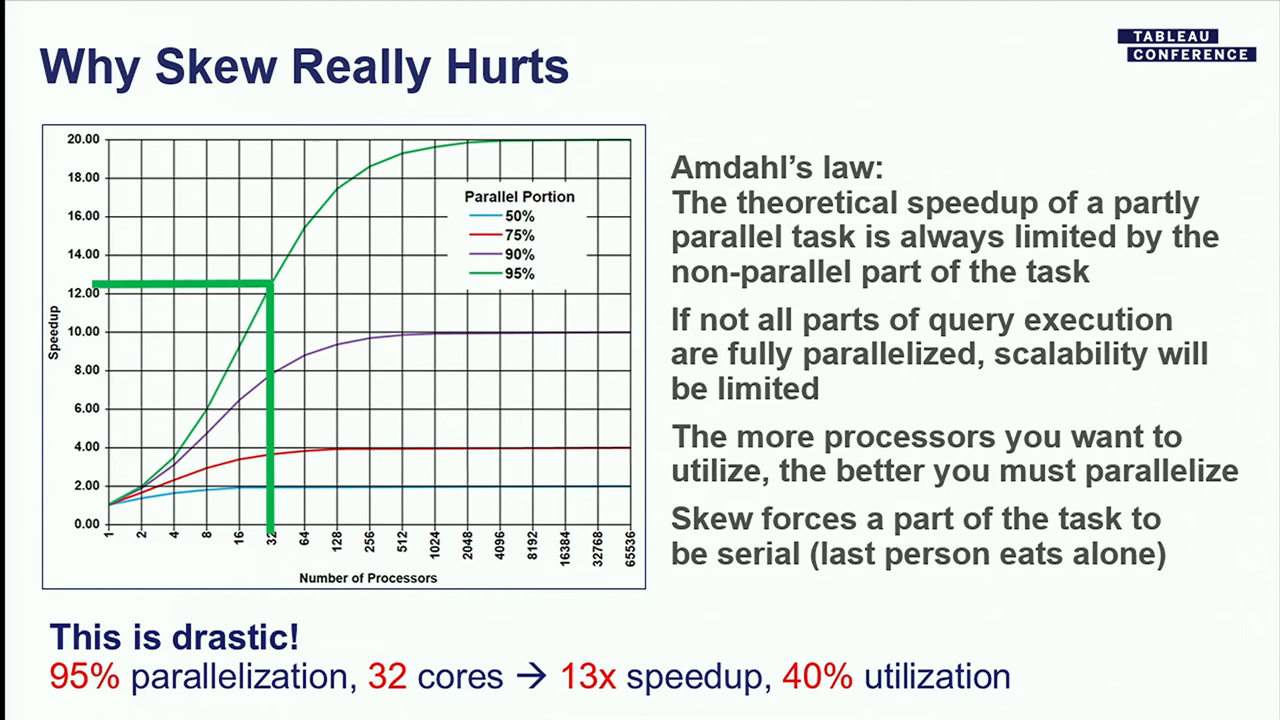 Why Skew Really Hurts
TABLEAU
CONFERENCE
20.00
18.00
16.00
14.00
12.00
10.00
8.00
6.00
4.00
2.00
0.00
Speedup
Parallel Portion
50%
75%
90%
95%
1
2
4
8
16
32
64
128
256
512
1024
2048
4096
8192
16384
32768
65536
Number of Processors
Amdahl’s law:
The theoretical speedup of a partly
parallel task is always limited by the
non-parallel part of the task
If not all parts of query execution
are fully parallelized, scalability will
be limited
The more processors you want to
utilize, the better you must parallelize
Skew forces a part of the task to
be serial (last person eats alone)
This is drastic!
95% parallelization, 32 cores → 13x speedup, 40% utilization